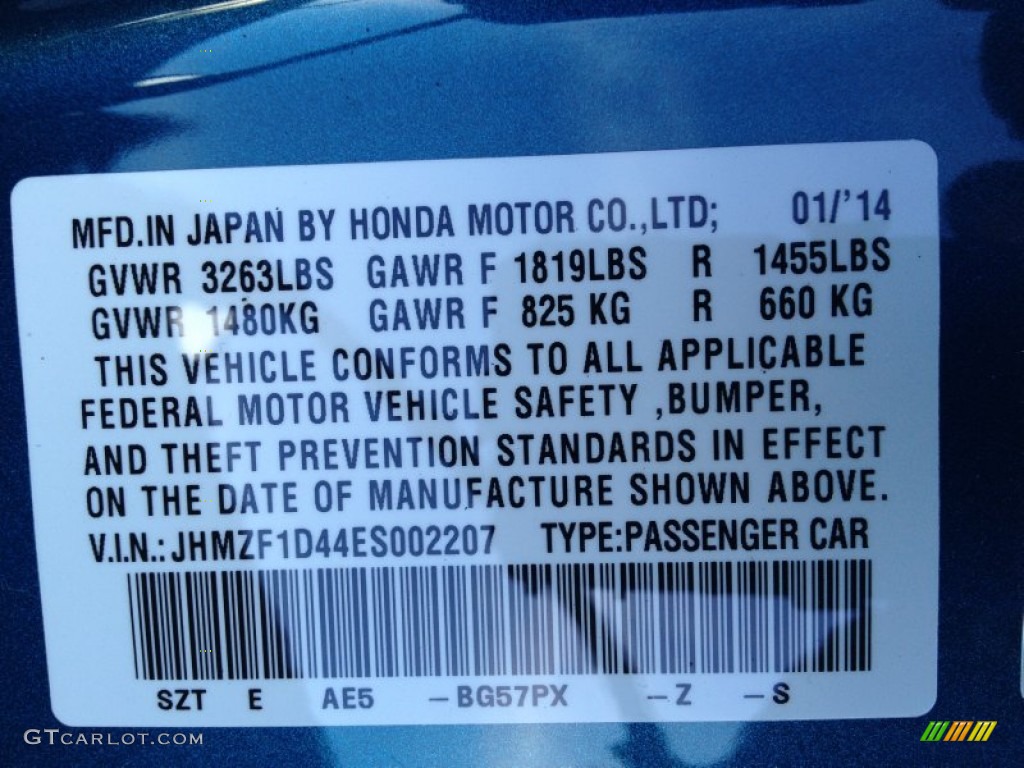 MFD.IN JAPAN BY HONDA MOTOR CO.,LTD; 01/'14
GVWR 3263LBS GAWR F 1819LBS R 1455LBS
GVWR 1480KG GAWR F 825 KG R 660 KG
THIS VEHICLE CONFORMS TO ALL APPLICABLE
FEDERAL MOTOR VEHICLE SAFETY ,BUMPER,
AND THEFT PREVENTION STANDARDS IN EFFECT
ON THE DATE OF MANUFACTURE SHOWN ABOVE.
V.I.N.: JHMZF1D44ES002207 TYPE:PASSENGER CAR
SZT E AE5 –BG57PX –Z –S
GTCARLOT.COM